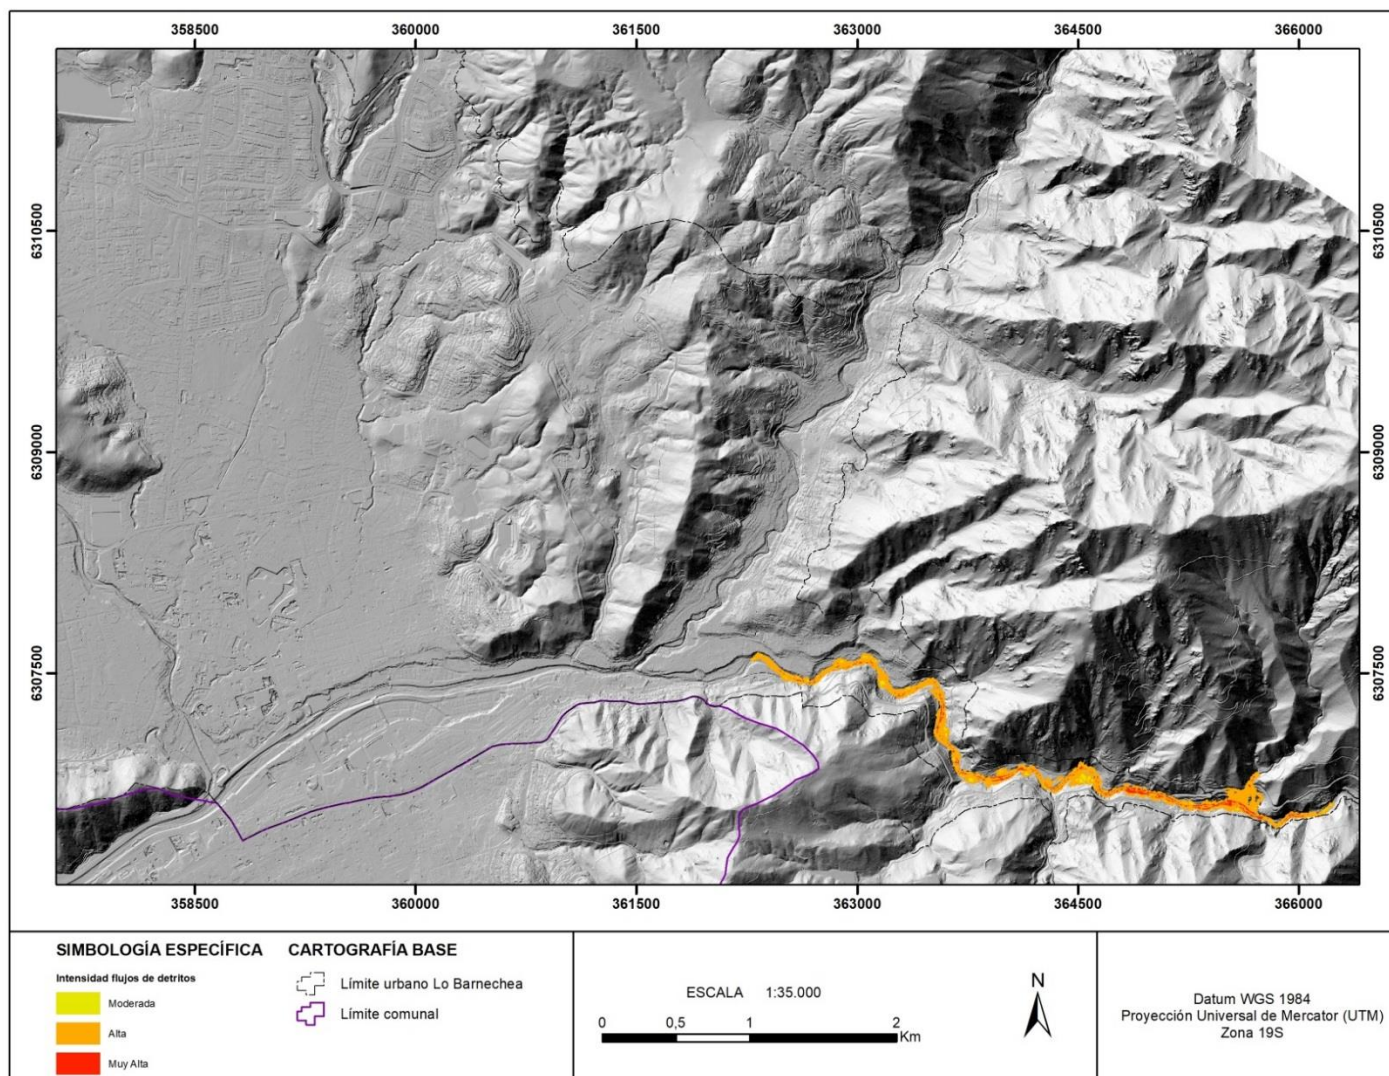 358500 360000 361500 363000 364500 366000
6310500 6310500
6309000 6309000
6307500 6307500
358500 360000 361500 363000 364500 366000
SIMBOLOGÍA ESPECÍFICA
Intensidad flujos de detritos
Moderada
Alta
Muy Alta
CARTOGRAFÍA BASE
Límite urbano Lo Barnechea
Límite comunal
ESCALA 1:35.000
0 0,5 1 2
Km
N
Datum WGS 1984
Proyección Universal de Mercator (UTM)
Zona 19S